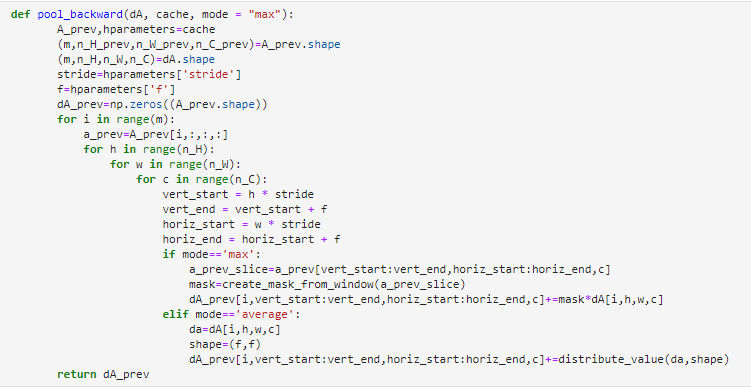 def pool_backward(dA, cache, mode = "max"):
    A_prev,hparameters=cache
    (m,n_H_prev,n_W_prev,n_C_prev)=A_prev.shape
    (m,n_H,n_W,n_C)=dA.shape
    stride=hparameters['stride']
    f=hparameters['f']
    dA_prev=np.zeros((A_prev.shape))
    for i in range(m):
        a_prev=A_prev[i,:,:,:]
        for h in range(n_H):
            for w in range(n_W):
                for c in range(n_C):
                    vert_start = h * stride
                    vert_end = vert_start + f
                    horiz_start = w * stride
                    horiz_end = horiz_start + f
                    if mode=='max':
                        a_prev_slice=a_prev[vert_start:vert_end,horiz_start:horiz_end,c]
                        mask=create_mask_from_window(a_prev_slice)
                        dA_prev[i,vert_start:vert_end,horiz_start:horiz_end,c]+=mask*dA[i,h,w,c]
                    elif mode=='average':
                        da=dA[i,h,w,c]
                        shape=(f,f)
                        dA_prev[i,vert_start:vert_end,horiz_start:horiz_end,c]+=distribute_value(da,shape)
    return dA_prev